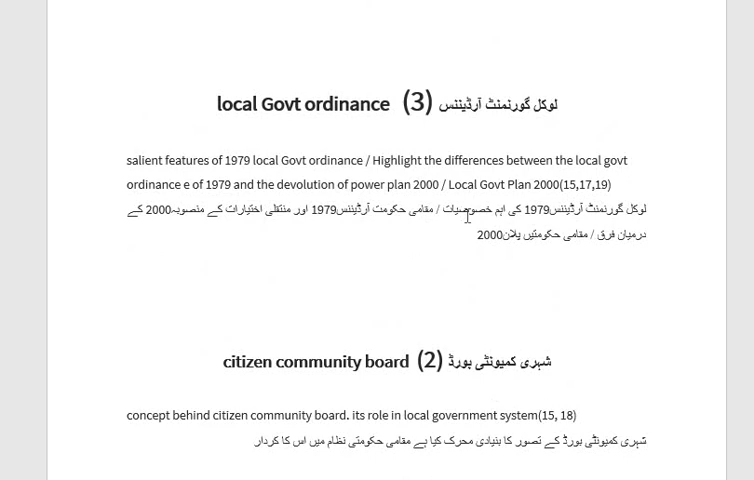 local Govt ordinance (3) لوکل گورنمنٹ آرڈیننس
salient features of 1979 local Govt ordinance / Highlight the differences between the local govt
ordinance e of 1979 and the devolution of power plan 2000 / Local Govt Plan 2000(15,17,19)
لوکل گورنمنٹ آرڈیننس1979 کی اہم خصوصیات / مقامی حکومت آرڈیننس1979 اور منتقلی اختیارات کے منصوبہ2000 کے
درمیان فرق / مقامی حکومتیں پلان2000
citizen community board (2) شہری کمیونٹی بورڈ
concept behind citizen community board. its role in local government system(15, 18)
شہری کمیونٹی بورڈ کے تصور کا بنیادی محرک کیا ہے مقامی حکومتی نظام میں اس کا کردار